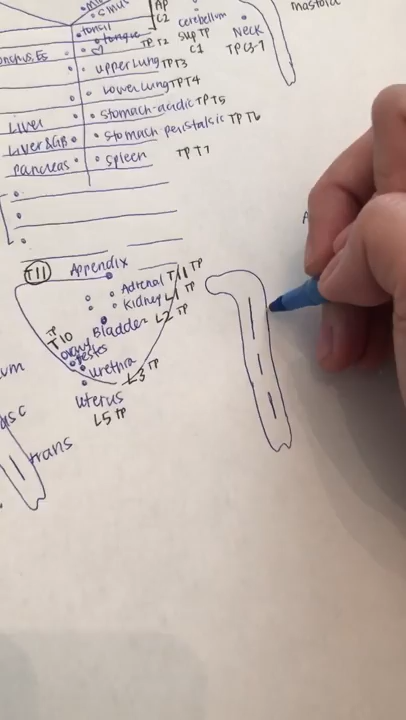 sinus
AP
C2
cerebellum
mastoid
tonsil
tongue
TP T2
Sup TP
C1
Neck
TP C3-7
onchus, Es
upper lung TP T3
lower lung TP T4
stomach-acidic TP T5
Liver
stomach peristalsic TP T6
Liver&GB
Pancreas
spleen
TP T7
T11
Appendix
Adrenal T11 TP
Kidney L1 TP
Bladder L2 TP
TP
T10
ovary
testes
urethra
L3 TP
uterus
L5 TP
um
isc
trans
A